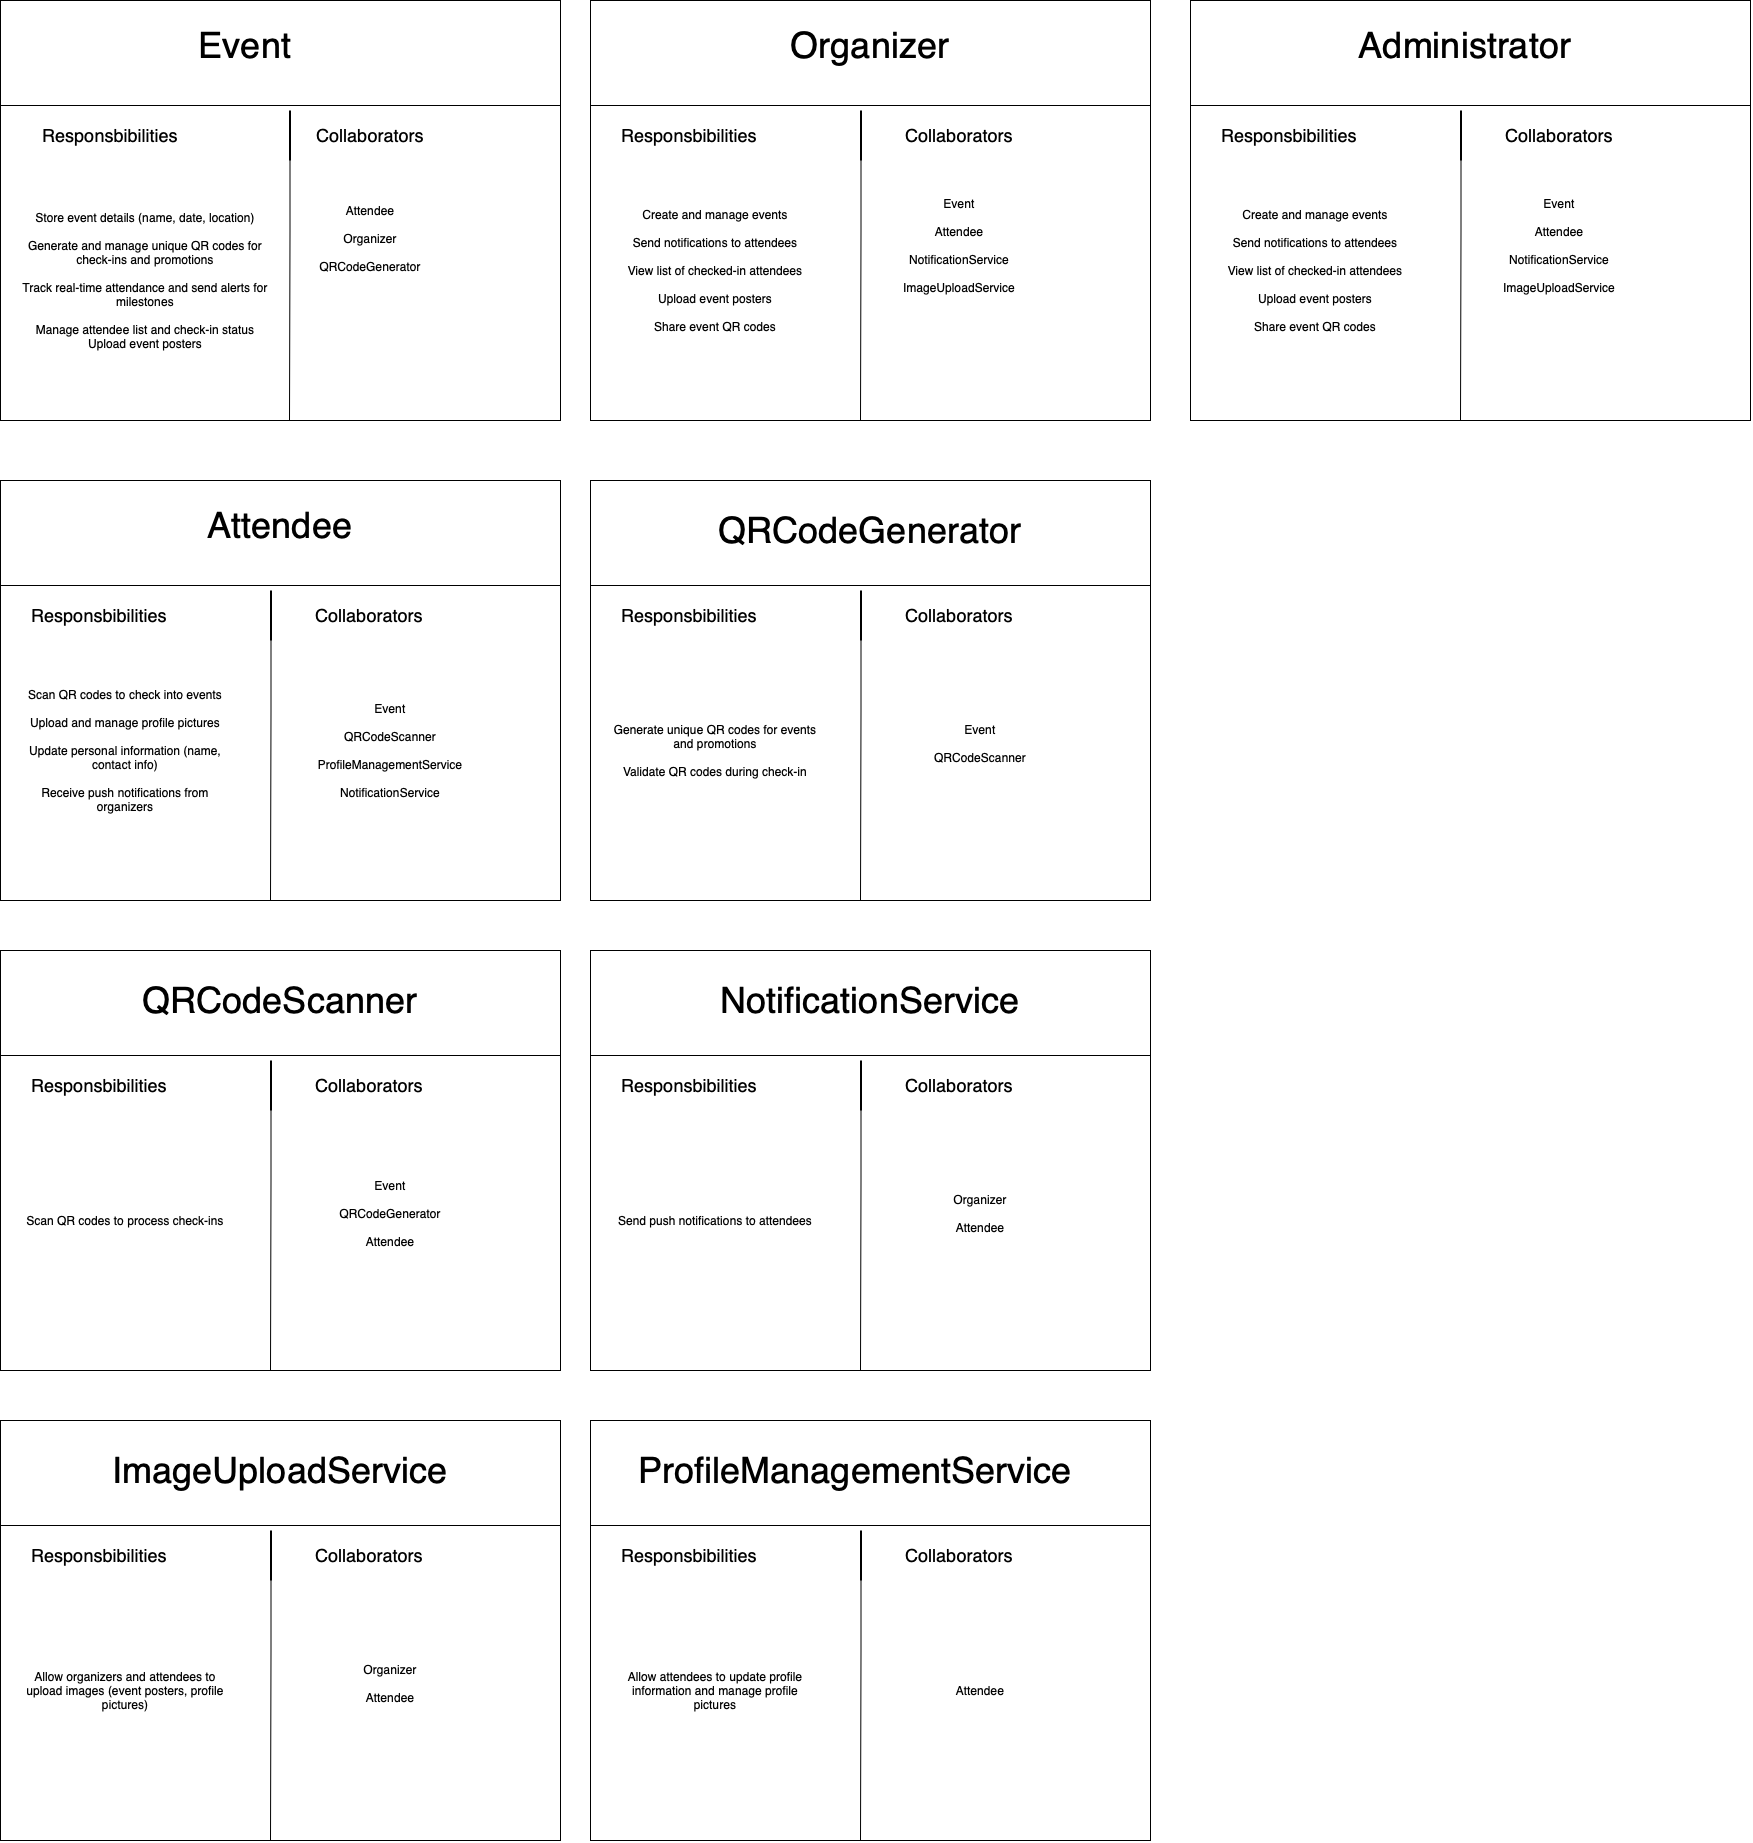 Event
Responsbibilities
Collaborators
Store event details (name, date, location)
Generate and manage unique QR codes for
check-ins and promotions
Track real-time attendance and send alerts for
milestones
Manage attendee list and check-in status
Upload event posters
Attendee
Organizer
QRCodeGenerator
Organizer
Responsbibilities
Collaborators
Create and manage events
Send notifications to attendees
View list of checked-in attendees
Upload event posters
Share event QR codes
Event
Attendee
NotificationService
ImageUploadService
Administrator
Responsbibilities
Collaborators
Create and manage events
Send notifications to attendees
View list of checked-in attendees
Upload event posters
Share event QR codes
Event
Attendee
NotificationService
ImageUploadService
Attendee
Responsbibilities
Collaborators
Scan QR codes to check into events
Upload and manage profile pictures
Update personal information (name,
contact info)
Receive push notifications from
organizers
Event
QRCodeScanner
ProfileManagementService
NotificationService
QRCodeGenerator
Responsbibilities
Collaborators
Generate unique QR codes for events
and promotions
Validate QR codes during check-in
Event
QRCodeScanner
QRCodeScanner
Responsbibilities
Collaborators
Scan QR codes to process check-ins
Event
QRCodeGenerator
Attendee
NotificationService
Responsbibilities
Collaborators
Send push notifications to attendees
Organizer
Attendee
ImageUploadService
Responsbibilities
Collaborators
Allow organizers and attendees to
upload images (event posters, profile
pictures)
Organizer
Attendee
ProfileManagementService
Responsbibilities
Collaborators
Allow attendees to update profile
information and manage profile
pictures
Attendee